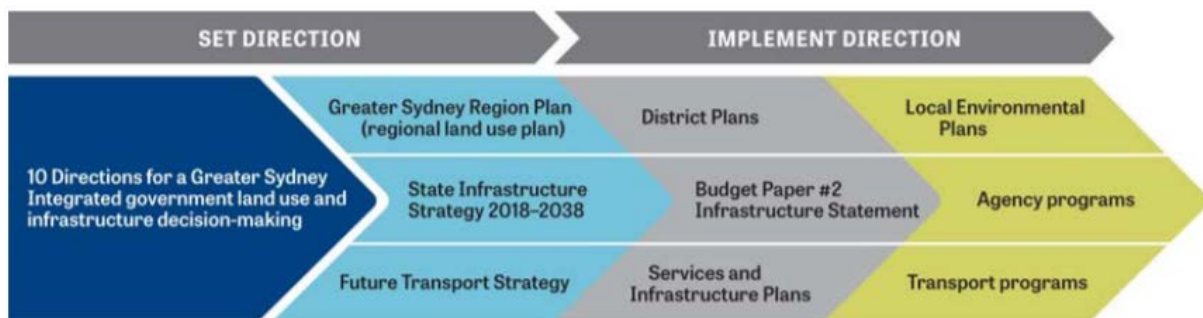 SET DIRECTION
IMPLEMENT DIRECTION
10 Directions for a Greater Sydney
Integrated government land use and
infrastructure decision-making
Greater Sydney Region Plan
(regional land use plan)
District Plans
Local Environmental
Plans
State Infrastructure
Strategy 2018–2038
Budget Paper #2
Infrastructure Statement
Agency programs
Future Transport Strategy
Services and
Infrastructure Plans
Transport programs